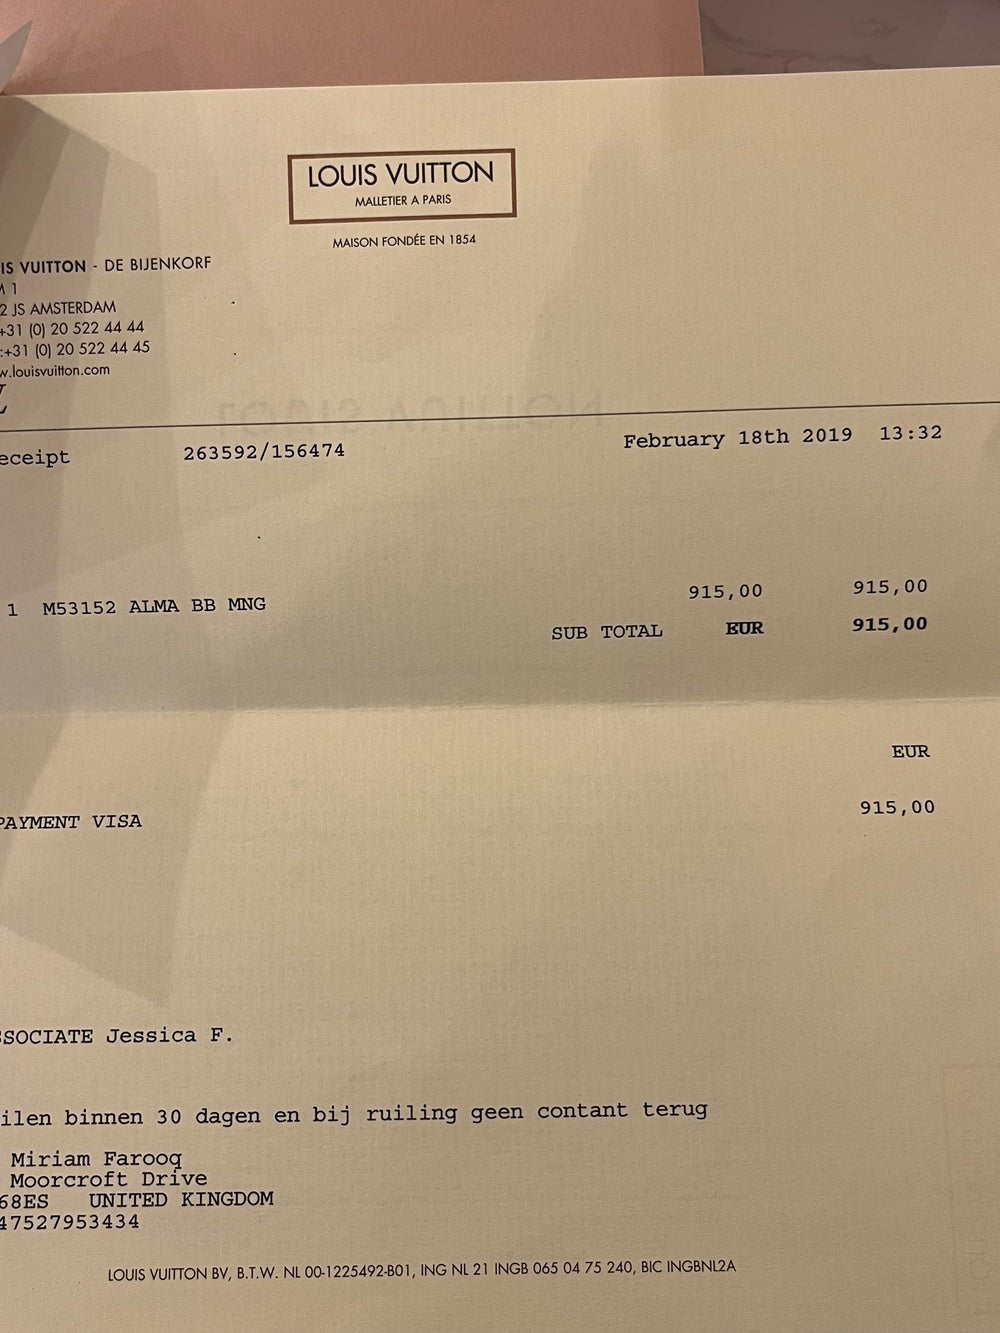 LOUIS VUITTON
MALLETIER A PARIS
MAISON FONDÉE EN 1854
IS VUITTON - DE BIJENKORF
M 1
2 JS AMSTERDAM
+31 (0) 20 522 44 44
:+31 (0) 20 522 44 45
w.louisvuitton.com
eceipt 263592/156474 February 18th 2019 13:32
1 M53152 ALMA BB MNG 915,00 915,00
SUB TOTAL EUR 915,00
EUR
PAYMENT VISA 915,00
SSOCIATE Jessica F.
ilen binnen 30 dagen en bij ruiling geen contant terug
Miriam Farooq
Moorcroft Drive
68ES UNITED KINGDOM
47527953434
LOUIS VUITTON BV, B.T.W. NL 00-1225492-B01, ING NL 21 INGB 065 04 75 240, BIC INGBNL2A